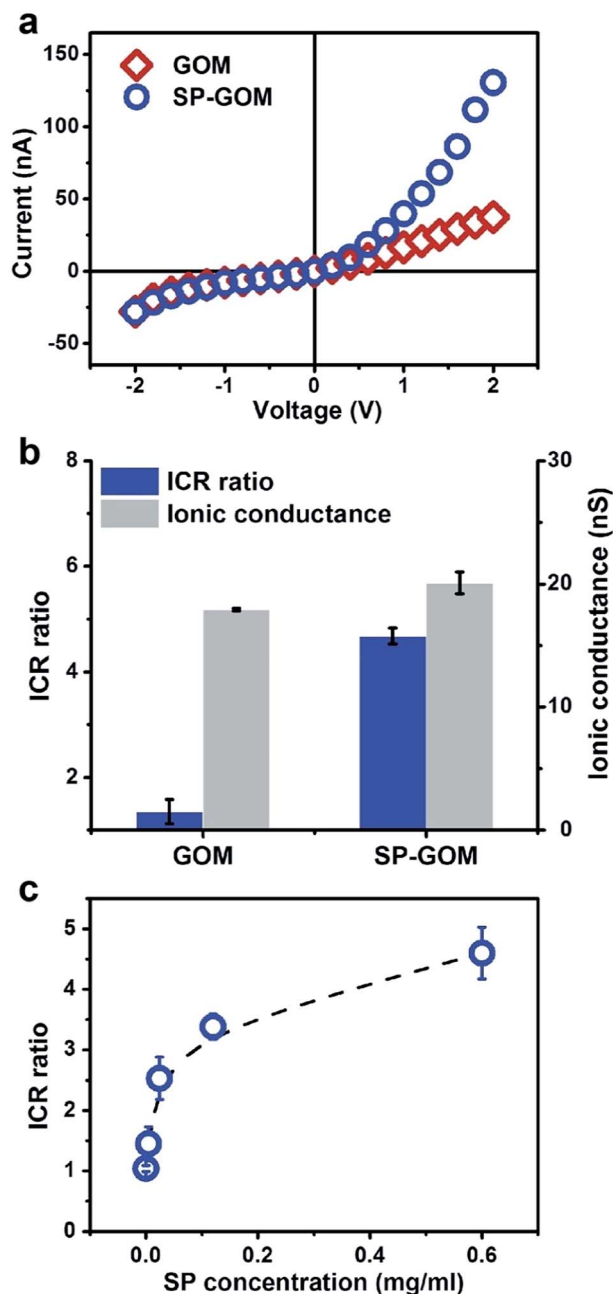 a
GOM
SP-GOM
Current (nA)
150
100
50
0
-50
-2
-1
0
1
2
Voltage (V)
b
ICR ratio
Ionic conductance
ICR ratio
8
6
4
2
30
20
10
0
Ionic conductance (nS)
GOM
SP-GOM
c
ICR ratio
5
4
3
2
1
0
0.0
0.2
0.4
0.6
SP concentration (mg/ml)